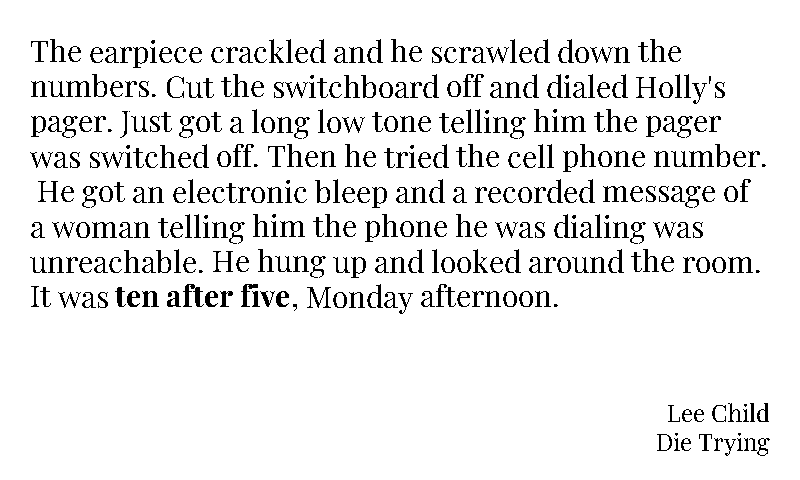 The earpiece crackled and he scrawled down the
numbers. Cut the switchboard off and dialed Holly's
pager. Just got a long low tone telling him the pager
was switched off. Then he tried the cell phone number.
He got an electronic bleep and a recorded message of
a woman telling him the phone he was dialing was
unreachable. He hung up and looked around the room.
It was ten after five, Monday afternoon.
Lee Child
Die Trying